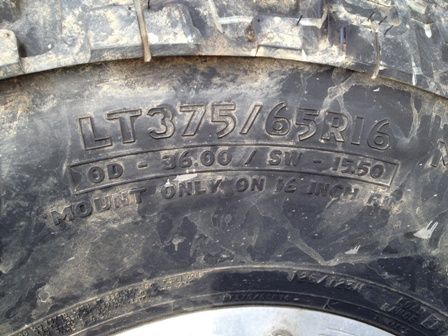 LT375/65R16
OD - 36.00 / SW - 15.50
MOUNT ONLY ON 16 INCH